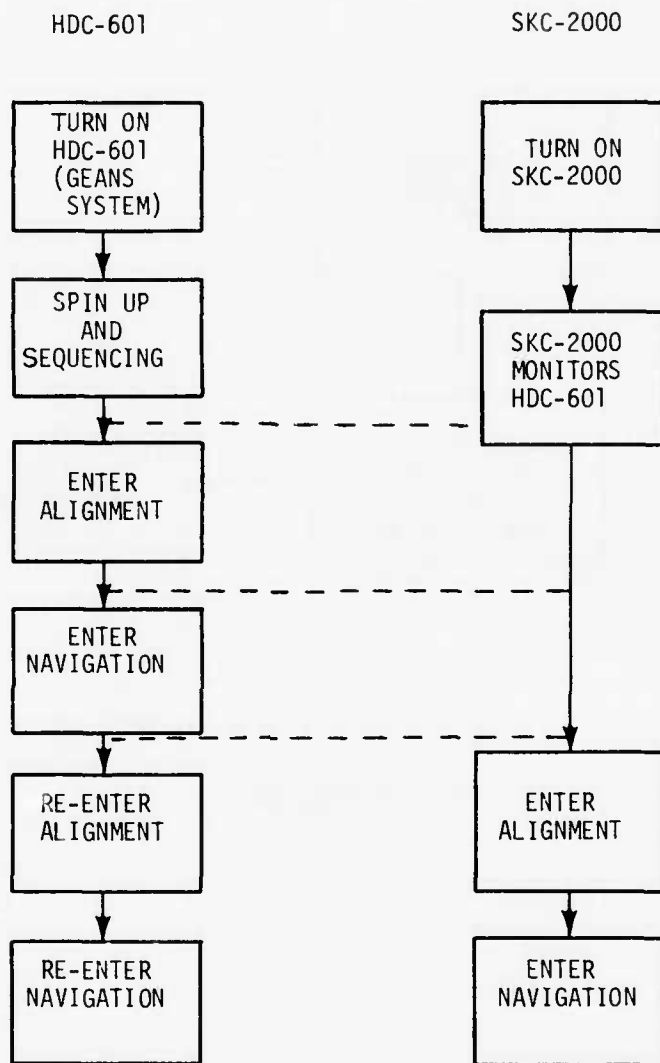 HDC-601
SKC-2000
TURN ON
HDC-601
(GEANS
SYSTEM)
TURN ON
SKC-2000
SPIN UP
AND
SEQUENCING
SKC-2000
MONITORS
HDC-601
ENTER
ALIGNMENT
ENTER
NAVIGATION
RE-ENTER
ALIGNMENT
ENTER
ALIGNMENT
RE-ENTER
NAVIGATION
ENTER
NAVIGATION